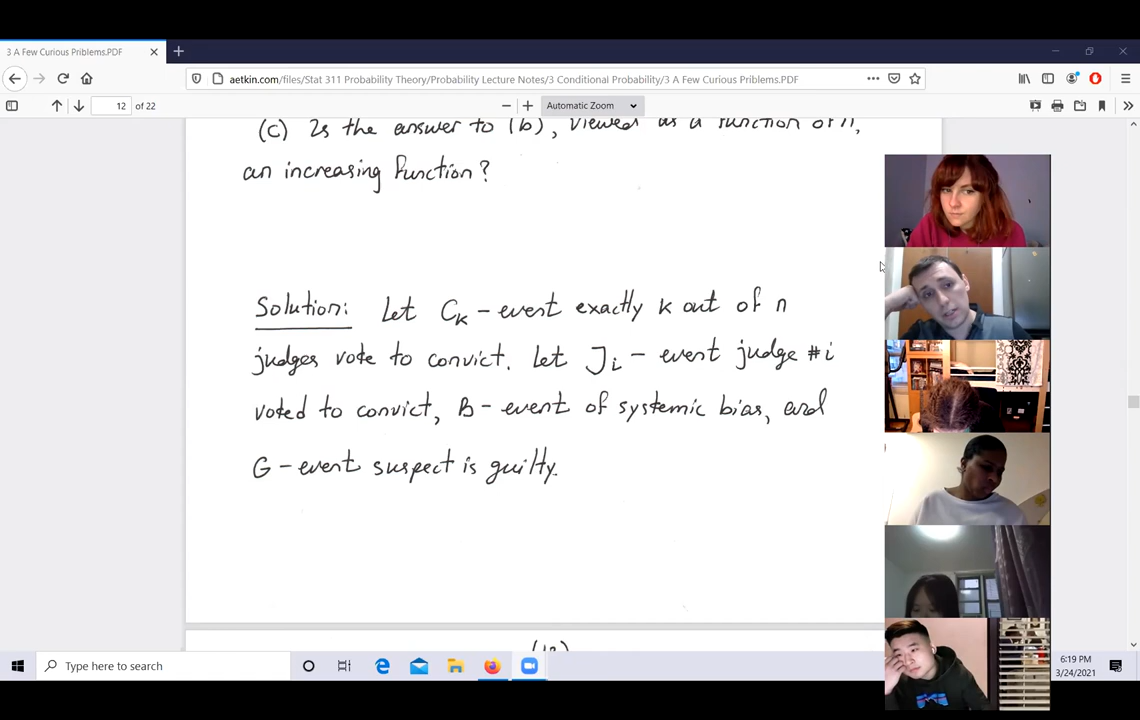 3 A Few Curious Priblems.PDF
aetkin.com/files/Stat 311 Probability Theory/Probability Lecture Notes/3 Conditional Probability/3 A Few Curious Priblems.PDF
12 of 22
Automatic Zoom
(c) Is the answer to (b), viewed as a function of n,
an increasing function?
Solution: Let Ck - event exactly k out of n
judges vote to convict. Let Ji - event judge #i
voted to convict, B - event of systemic bias, and
G - event suspect is guilty.
Type here to search
6:19 PM
3/24/2021